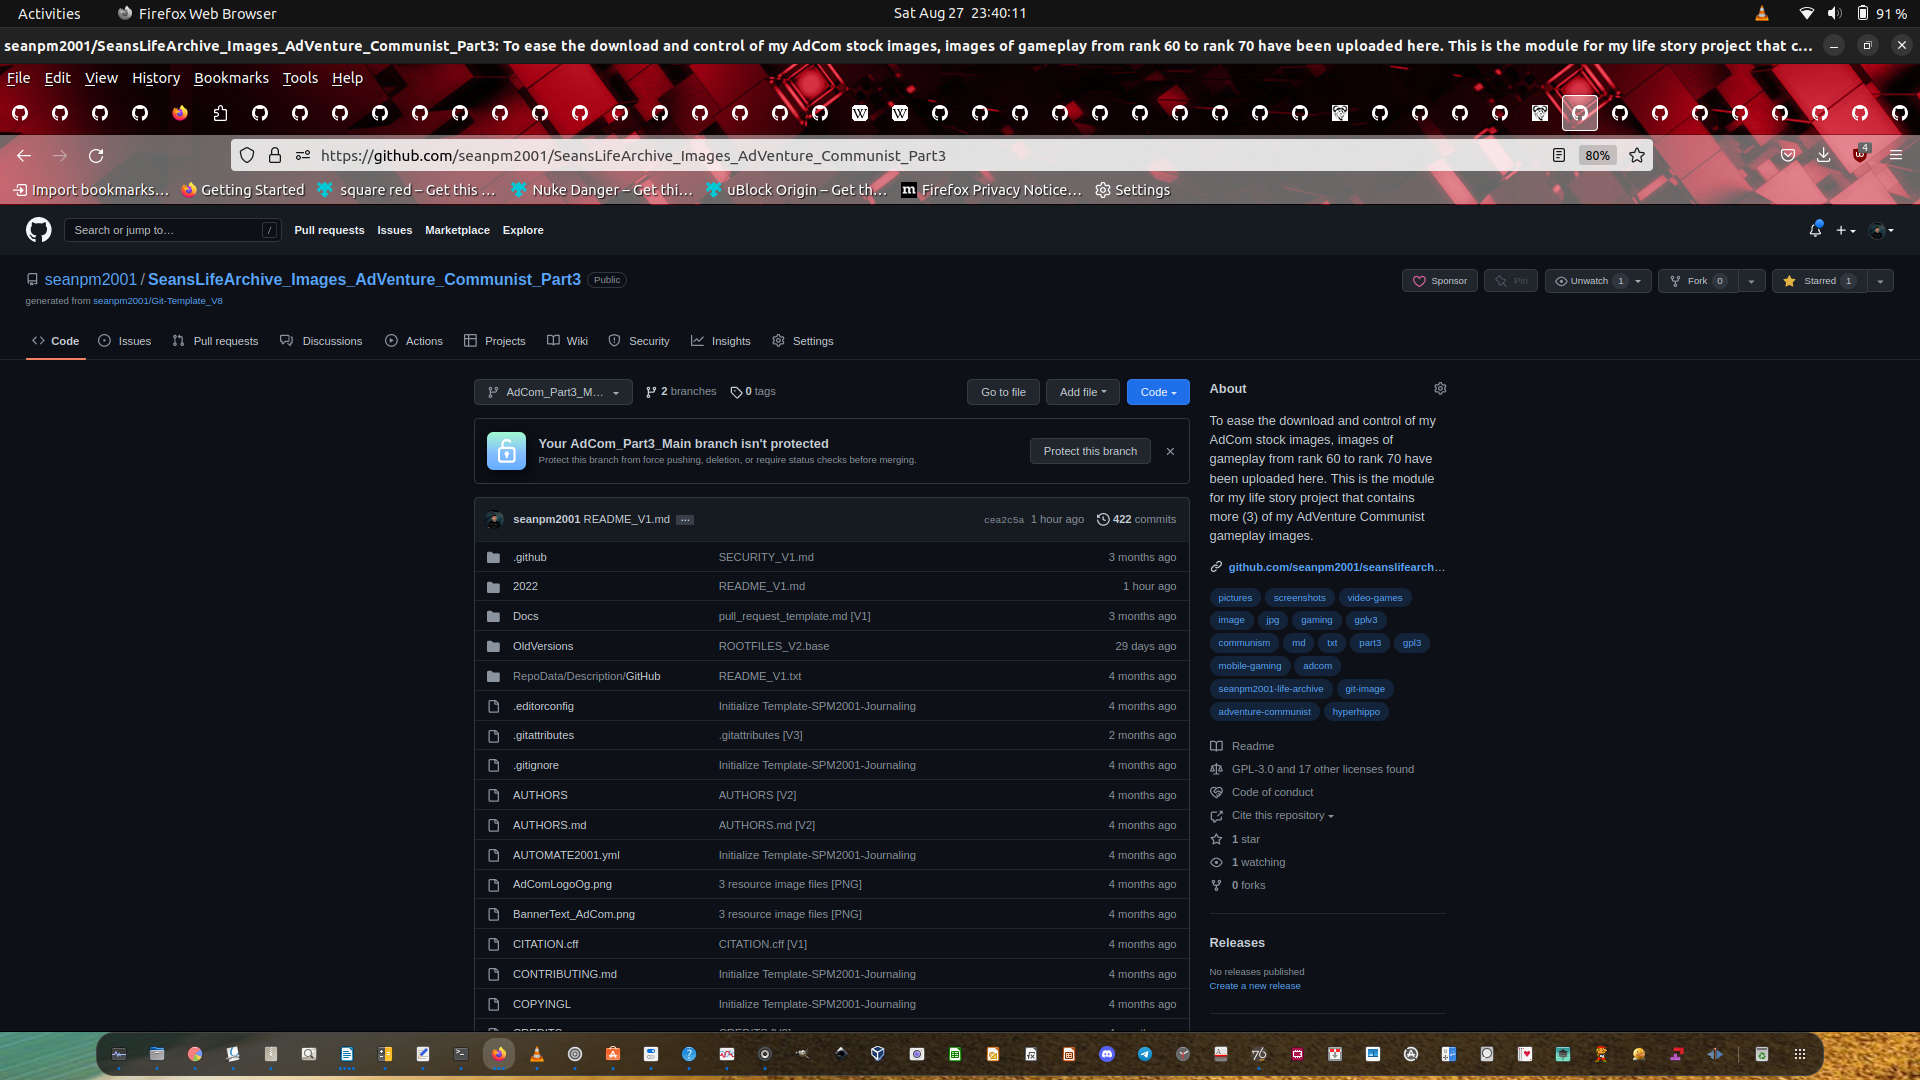 Activities
Firefox Web Browser
Sat Aug 27 23:40:11
91 %
seanpm2001/SeansLifeArchive_Images_AdVenture_Communist_Part3: To ease the download and control of my AdCom stock images, images of gameplay from rank 60 to rank 70 have been uploaded here. This is the module for my life story project that c…
File Edit View History Bookmarks Tools Help
https://github.com/seanpm2001/SeansLifeArchive_Images_AdVenture_Communist_Part3
80%
4
Import bookmarks…
Getting Started
square red – Get this …
Nuke Danger – Get thi…
uBlock Origin – Get th…
Firefox Privacy Notice…
Settings
Search or jump to…
/
Pull requests
Issues
Marketplace
Explore
seanpm2001 / SeansLifeArchive_Images_AdVenture_Communist_Part3
Public
generated from seanpm2001/Git-Template_V8
Sponsor
Pin
Unwatch 1
Fork 0
Starred 1
Code
Issues
Pull requests
Discussions
Actions
Projects
Wiki
Security
Insights
Settings
AdCom_Part3_M…
2 branches
0 tags
Go to file
Add file
Code
Your AdCom_Part3_Main branch isn't protected
Protect this branch from force pushing, deletion, or require status checks before merging.
Protect this branch
seanpm2001 README_V1.md … cea2c5a 1 hour ago 422 commits
.github SECURITY_V1.md 3 months ago
2022 README_V1.md 1 hour ago
Docs pull_request_template.md [V1] 3 months ago
OldVersions ROOTFILES_V2.base 29 days ago
RepoData/Description/GitHub README_V1.txt 4 months ago
.editorconfig Initialize Template-SPM2001-Journaling 4 months ago
.gitattributes .gitattributes [V3] 2 months ago
.gitignore Initialize Template-SPM2001-Journaling 4 months ago
AUTHORS AUTHORS [V2] 4 months ago
AUTHORS.md AUTHORS.md [V2] 4 months ago
AUTOMATE2001.yml Initialize Template-SPM2001-Journaling 4 months ago
AdComLogoOg.png 3 resource image files [PNG] 4 months ago
BannerText_AdCom.png 3 resource image files [PNG] 4 months ago
CITATION.cff CITATION.cff [V1] 4 months ago
CONTRIBUTING.md Initialize Template-SPM2001-Journaling 4 months ago
COPYINGL Initialize Template-SPM2001-Journaling 4 months ago
About
To ease the download and control of my
AdCom stock images, images of
gameplay from rank 60 to rank 70 have
been uploaded here. This is the module
for my life story project that contains
more (3) of my AdVenture Communist
gameplay images.
github.com/seanpm2001/seanslifearch…
pictures screenshots video-games
image jpg gaming gplv3
communism md txt part3 gpl3
mobile-gaming adcom
seanpm2001-life-archive git-image
adventure-communist hyperhippo
Readme
GPL-3.0 and 17 other licenses found
Code of conduct
Cite this repository
1 star
1 watching
0 forks
Releases
No releases published
Create a new release